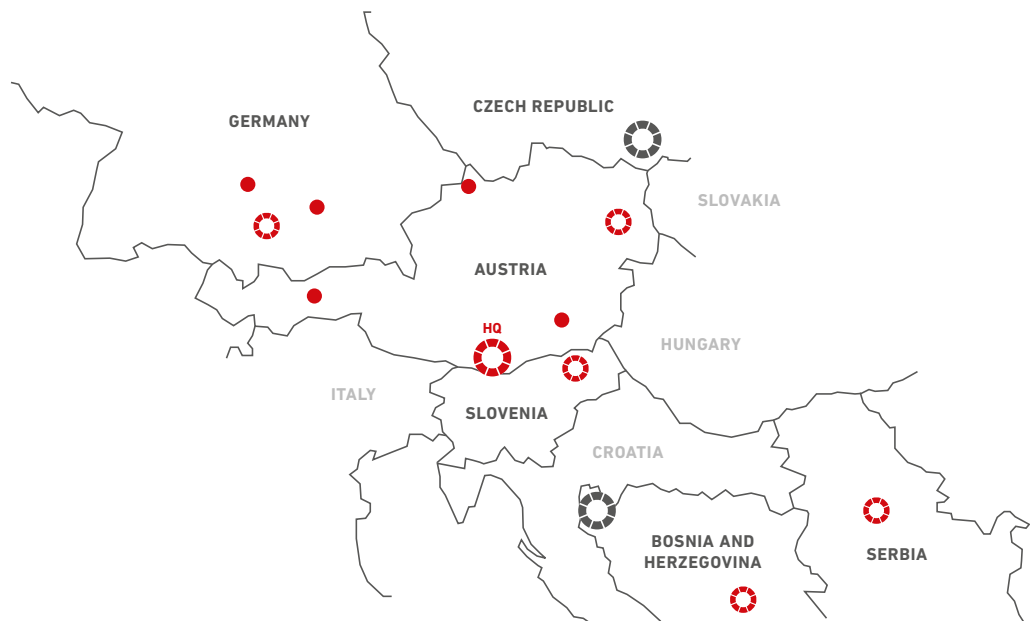 CZECH REPUBLIC
GERMANY
SLOVAKIA
AUSTRIA
HQ
HUNGARY
ITALY
SLOVENIA
CROATIA
BOSNIA AND
HERZEGOVINA
SERBIA